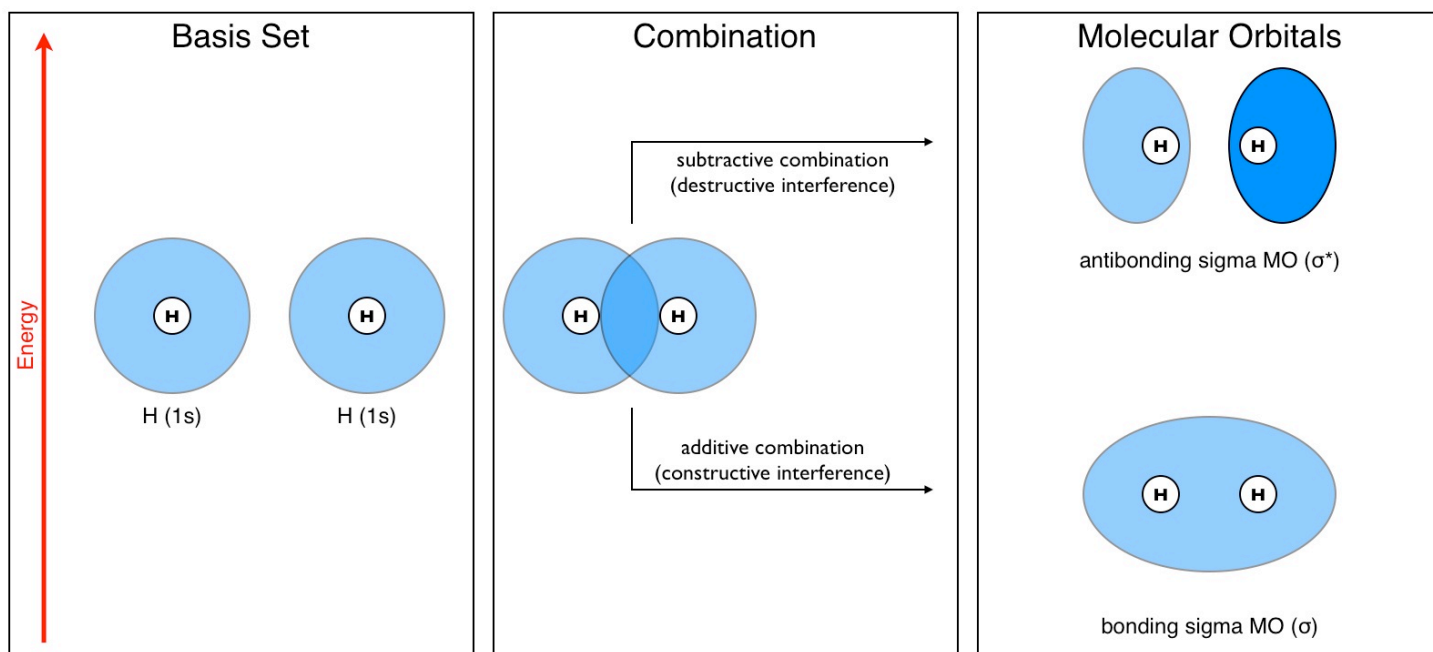 Basis Set
Energy
H
H
H (1s)
H (1s)
Combination
subtractive combination
(destructive interference)
H
H
additive combination
(constructive interference)
Molecular Orbitals
H
H
antibonding sigma MO (σ*)
H
H
bonding sigma MO (σ)